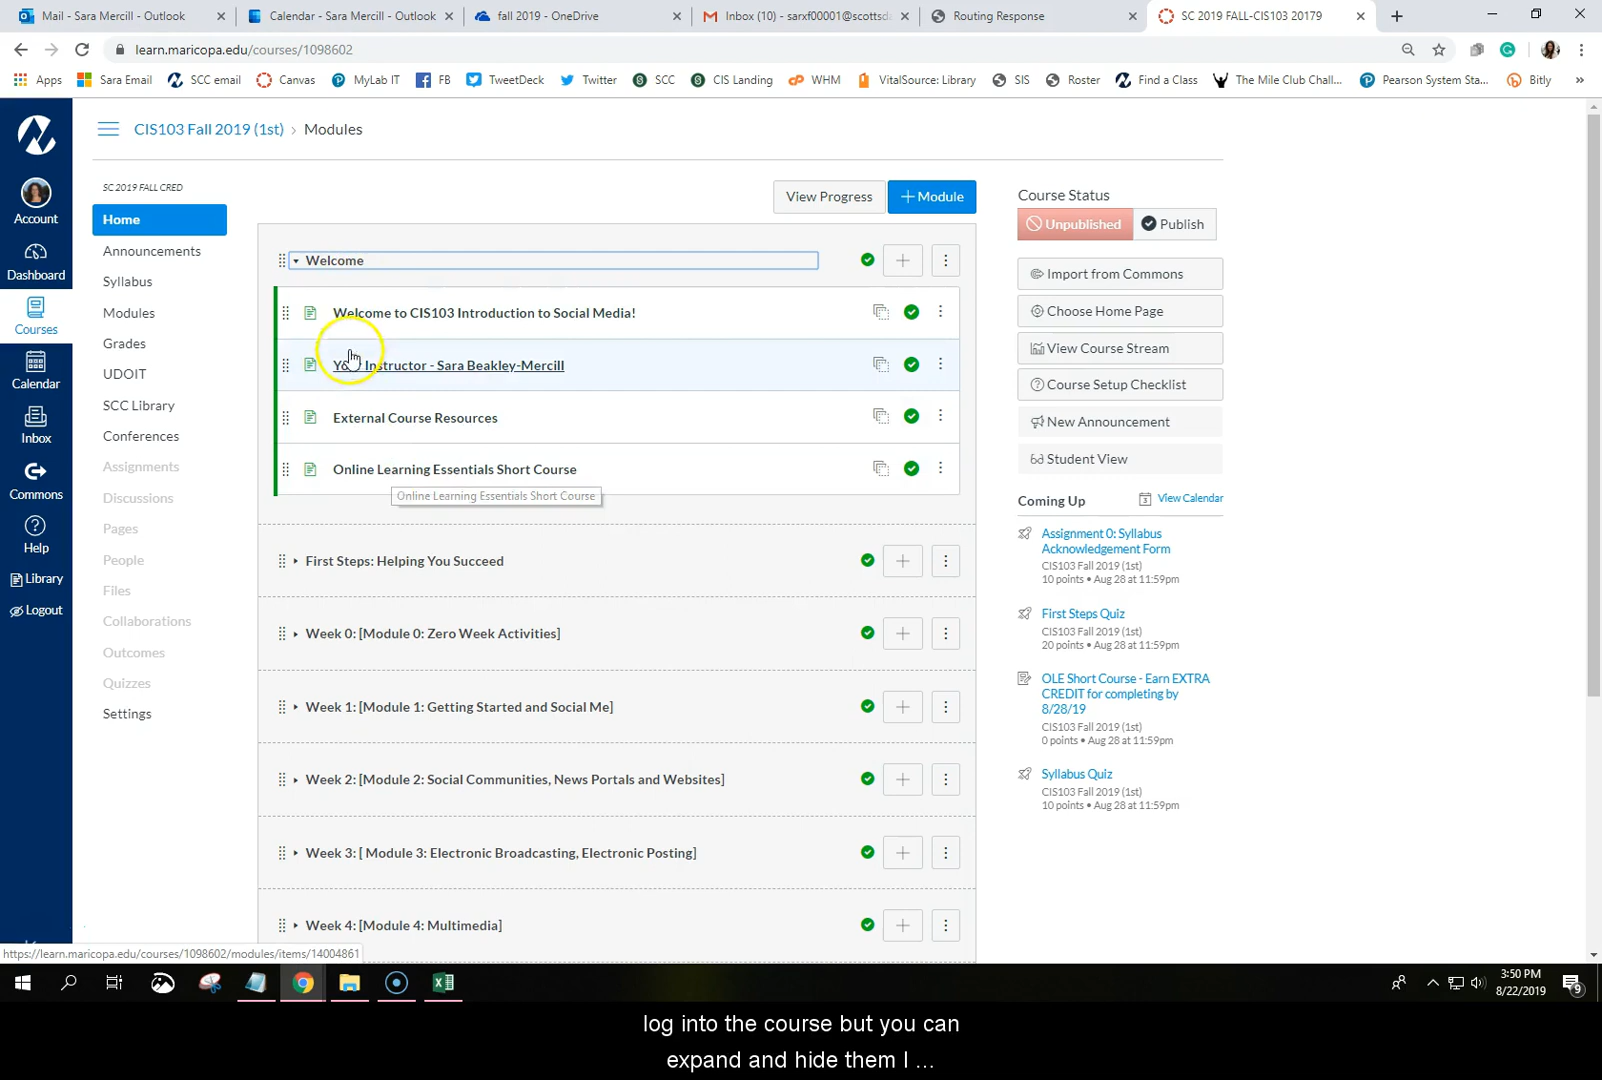 Mail - Sara Mercill - Outlook
Calendar - Sara Mercill - Outlook
fall 2019 - OneDrive
Inbox (10) - sarxf00001@scottsda
Routing Response
SC 2019 FALL-CIS103 20179
learn.maricopa.edu/courses/1098602
Apps
Sara Email
SCC email
Canvas
MyLab IT
FB
TweetDeck
Twitter
SCC
CIS Landing
WHM
VitalSource: Library
SIS
Roster
Find a Class
The Mile Club Chall...
Pearson System Sta...
Bitly
»
CIS103 Fall 2019 (1st) › Modules
Account
Dashboard
Courses
Calendar
Inbox
Commons
Help
Library
Logout
SC 2019 FALL CRED
Home
Announcements
Syllabus
Modules
Grades
UDOIT
SCC Library
Conferences
Assignments
Discussions
Pages
People
Files
Collaborations
Outcomes
Quizzes
Settings
View Progress
+ Module
Welcome
Welcome to CIS103 Introduction to Social Media!
Your Instructor - Sara Beakley-Mercill
External Course Resources
Online Learning Essentials Short Course
Online Learning Essentials Short Course
First Steps: Helping You Succeed
Week 0: [Module 0: Zero Week Activities]
Week 1: [Module 1: Getting Started and Social Me]
Week 2: [Module 2: Social Communities, News Portals and Websites]
Week 3: [ Module 3: Electronic Broadcasting, Electronic Posting]
Week 4: [Module 4: Multimedia]
Course Status
Unpublished
Publish
Import from Commons
Choose Home Page
View Course Stream
Course Setup Checklist
New Announcement
Student View
Coming Up
View Calendar
Assignment 0: Syllabus
Acknowledgement Form
CIS103 Fall 2019 (1st)
10 points • Aug 28 at 11:59pm
First Steps Quiz
CIS103 Fall 2019 (1st)
20 points • Aug 28 at 11:59pm
OLE Short Course - Earn EXTRA
CREDIT for completing by
8/28/19
CIS103 Fall 2019 (1st)
0 points • Aug 28 at 11:59pm
Syllabus Quiz
CIS103 Fall 2019 (1st)
10 points • Aug 28 at 11:59pm
https://learn.maricopa.edu/courses/1098602/modules/items/14004861
3:50 PM
8/22/2019
9
log into the course but you can
expand and hide them I ...